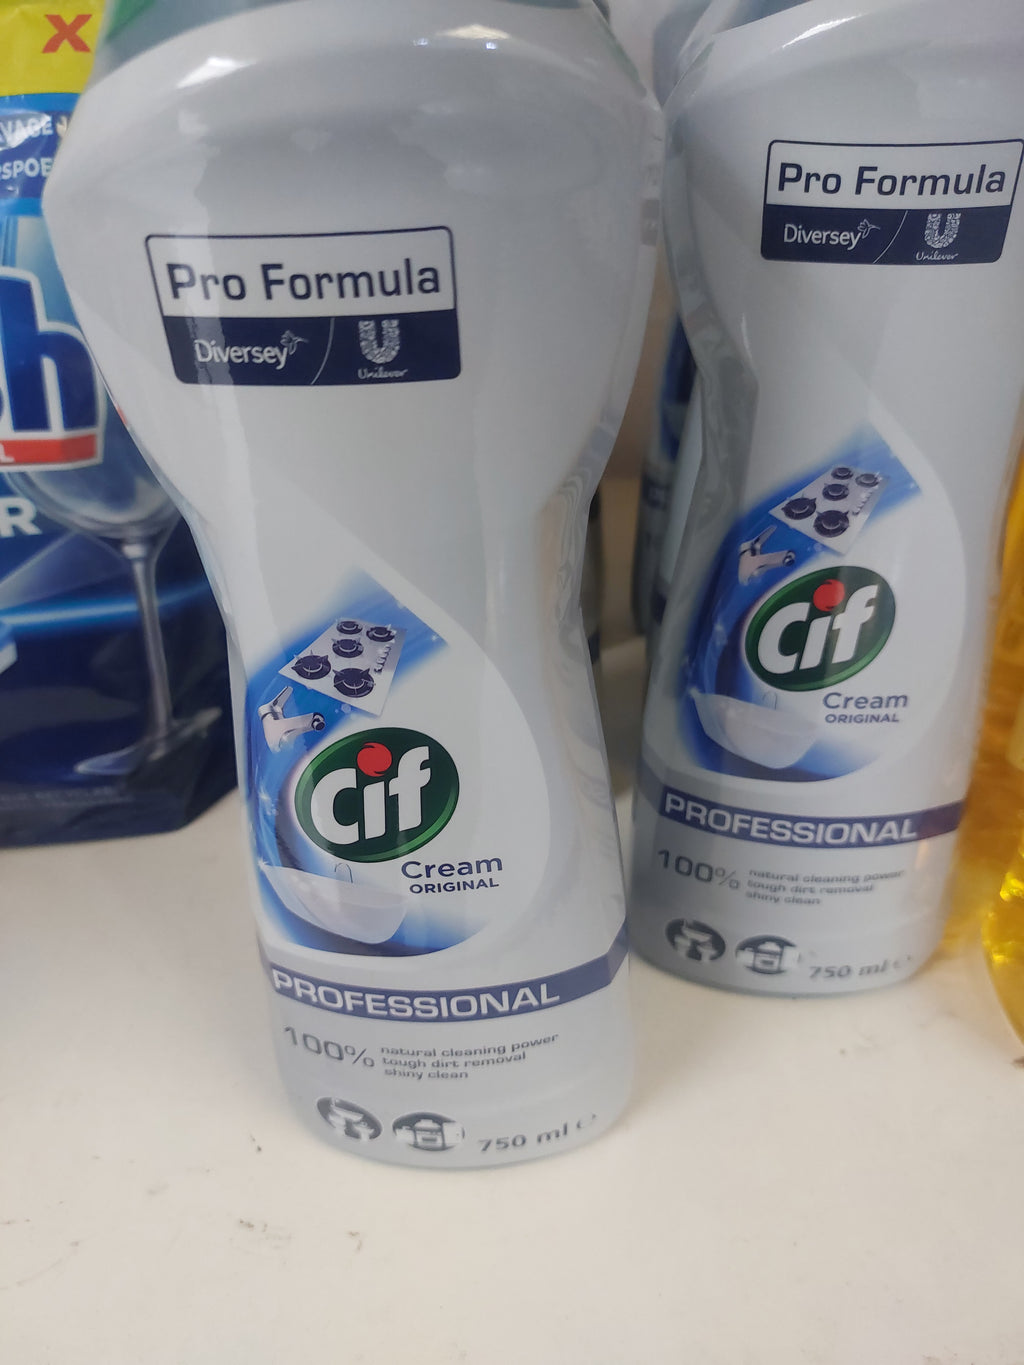 X
Pro Formula
Diversey
Unilever
Cif
Cream
ORIGINAL
PROFESSIONAL
100% natural cleaning power
tough dirt removal
shiny clean
750 ml e
Pro Formula
Diversey
Unilever
Cif
Cream
ORIGINAL
PROFESSIONAL
100% natural cleaning power
tough dirt removal
shiny clean
750 ml e